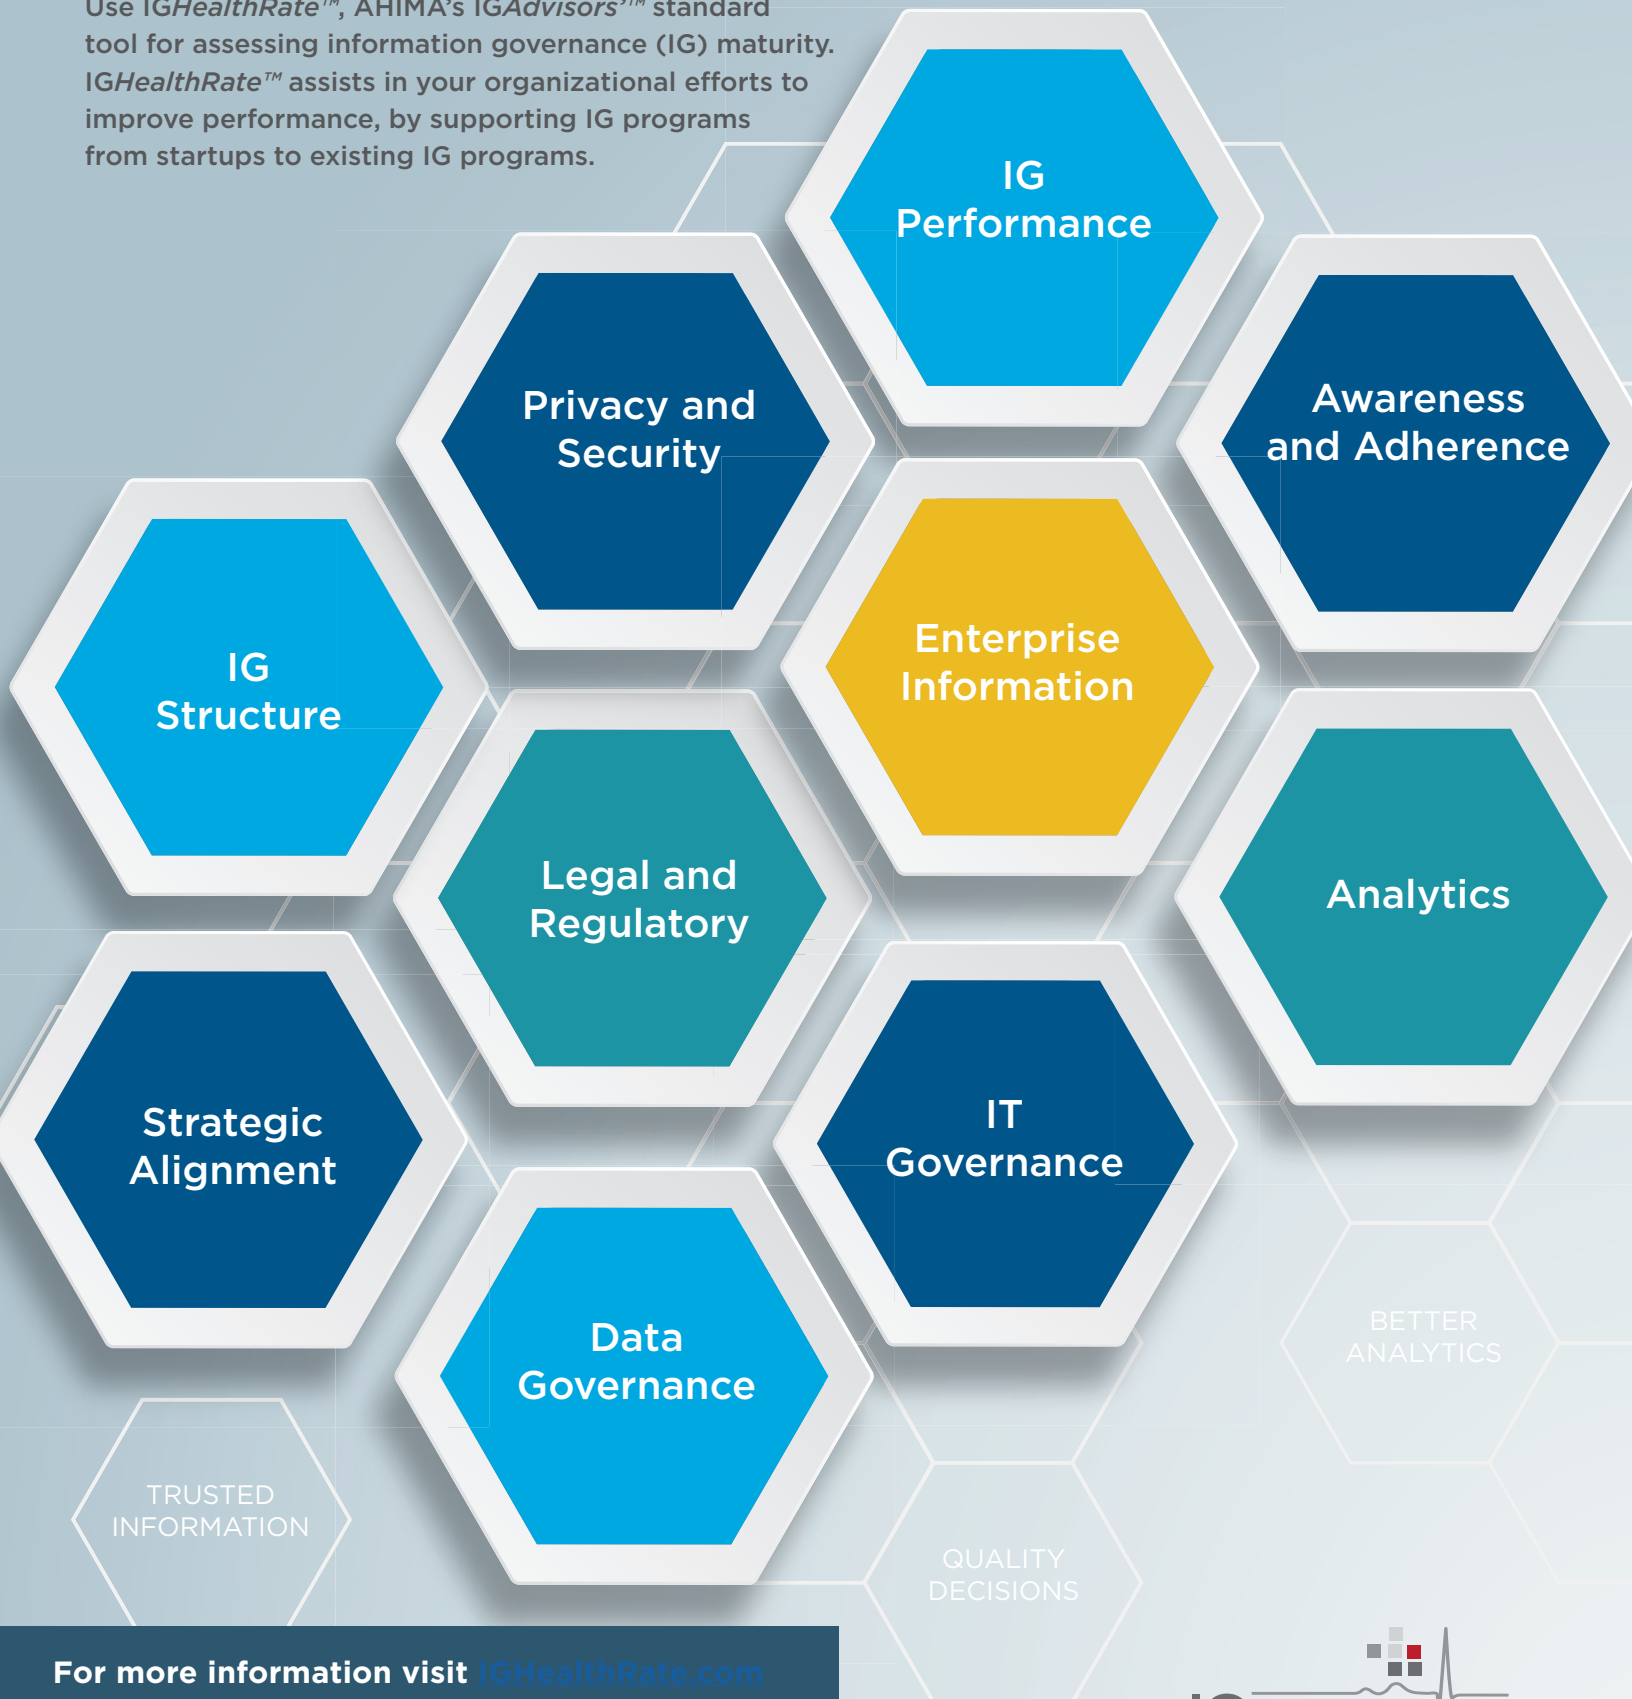 Use IGHealthRate™, AHIMA's IGAdvisors'™ standard
tool for assessing information governance (IG) maturity.
IGHealthRate™ assists in your organizational efforts to
improve performance, by supporting IG programs
from startups to existing IG programs.
IG
Performance
Privacy and
Security
Awareness
and Adherence
IG
Structure
Enterprise
Information
Legal and
Regulatory
Analytics
Strategic
Alignment
IT
Governance
Data
Governance
BETTER
ANALYTICS
TRUSTED
INFORMATION
QUALITY
DECISIONS
For more information visit IGHealthRate.com